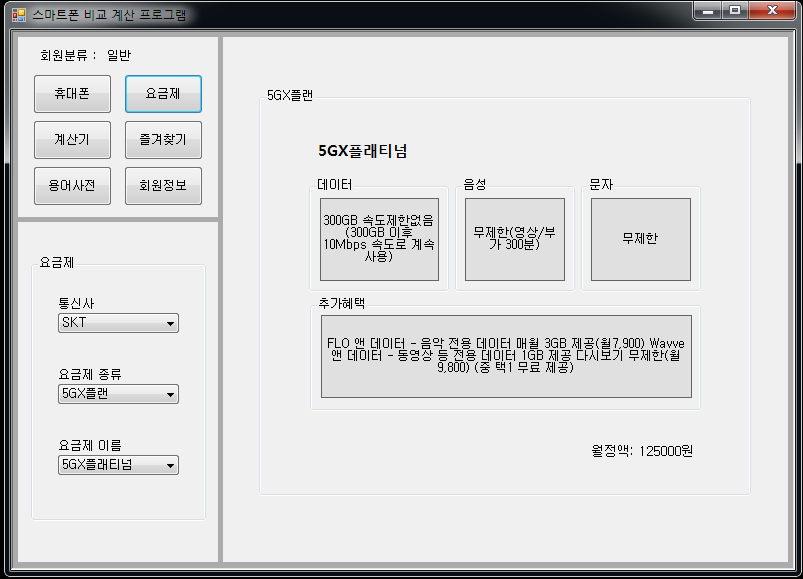 스마트폰 비교 계산 프로그램
회원분류 : 일반
휴대폰
요금제
계산기
즐겨찾기
용어사전
회원정보
요금제
통신사
SKT
요금제 종류
5GX플랜
요금제 이름
5GX플래티넘
5GX플랜
5GX플래티넘
데이터
300GB 속도제한없음
(300GB 이후
10Mbps 속도로 계속
사용)
음성
무제한(영상/부
가 300분)
문자
무제한
추가혜택
FLO 앤 데이터 - 음악 전용 데이터 매월 3GB 제공(월7,900) Wavve
앤 데이터 - 동영상 등 전용 데이터 1GB 제공 다시보기 무제한(월
9,800) (중 택1 무료 제공)
월정액: 125000원